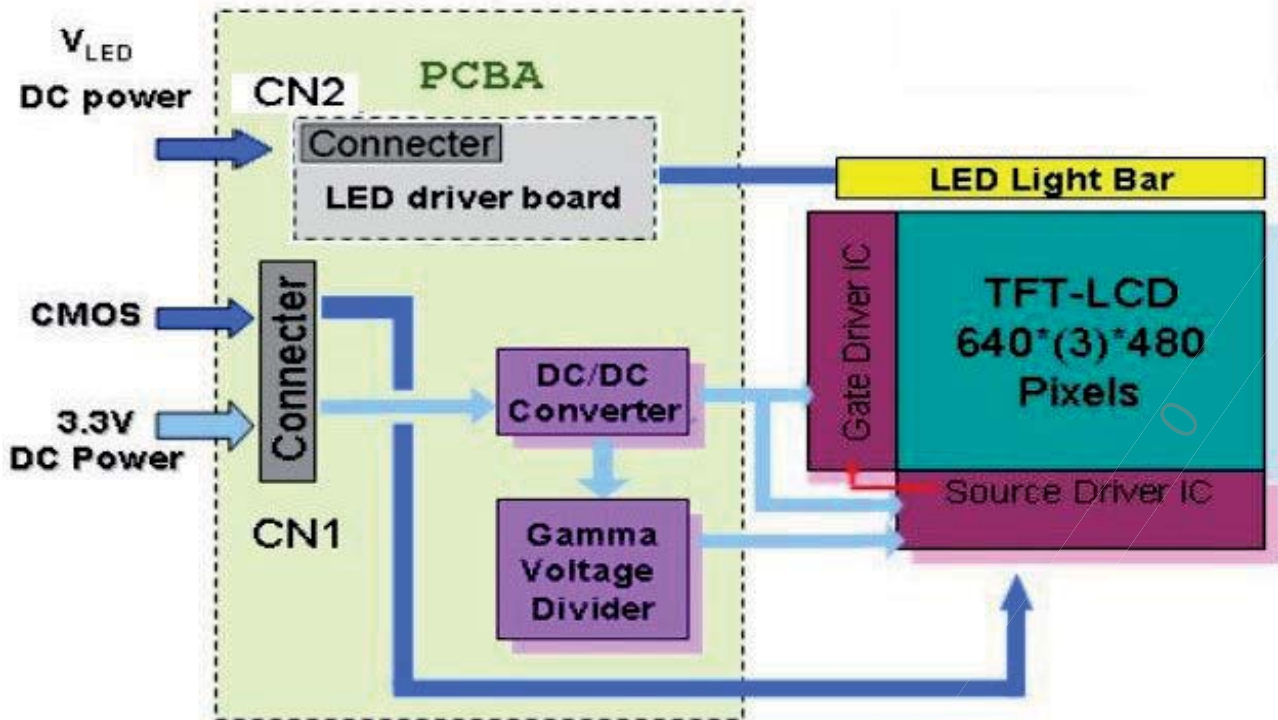 VLED
DC power
CN2
PCBA
Connecter
LED driver board
LED Light Bar
CMOS
3.3V
DC Power
Connecter
CN1
DC/DC
Converter
Gamma
Voltage
Divider
Gate Driver IC
TFT-LCD
640*(3)*480
Pixels
Source Driver IC